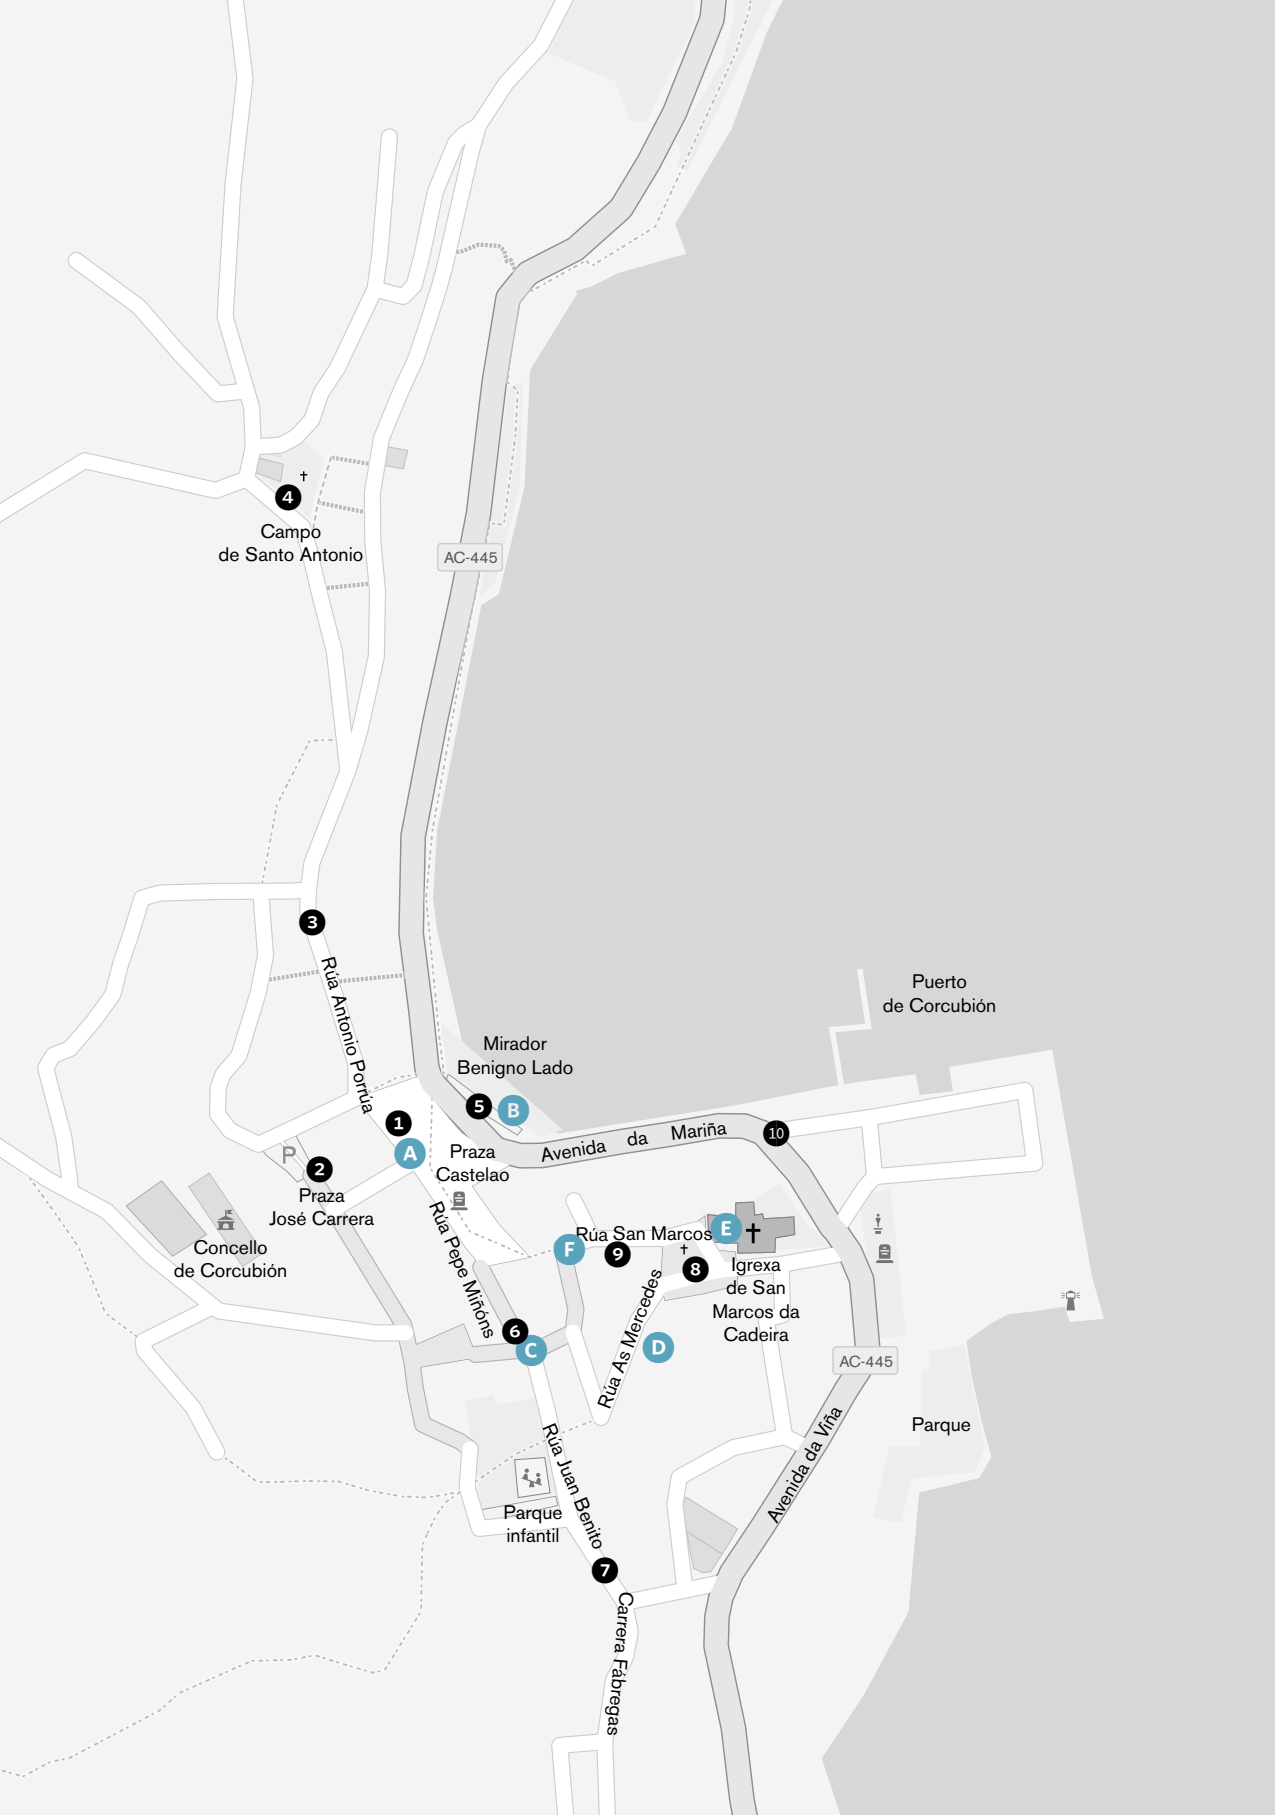 4
Campo
de Santo Antonio
AC-445
3
Rúa Antonio Porrúa
Puerto
de Corcubión
Mirador
Benigno Lado
5
B
1
A
10
Avenida da Mariña
Praza
Castelao
P
2
Praza
José Carrera
Concello
de Corcubión
Rúa Pepe Miñóns
F
Rúa San Marcos
E
9
8
Igrexa
de San
Marcos da
Cadeira
6
C
Rúa As Mercedes
D
AC-445
Parque
Avenida da Viña
Rúa Juan Benito
Parque
infantil
7
Carrera Fábregas